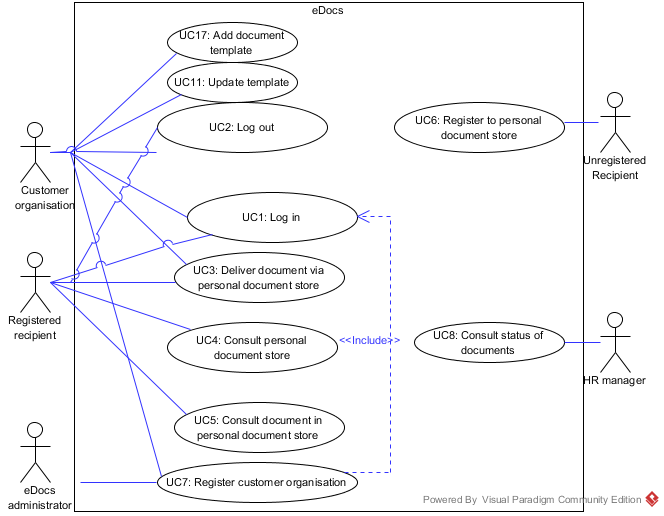 eDocs
UC17: Add document
template
UC11: Update template
UC2: Log out
UC6: Register to personal
document store
Customer
organisation
Unregistered
Recipient
UC1: Log in
UC3: Deliver document via
personal document store
Registered
recipient
UC4: Consult personal
document store
<<Include>>
UC8: Consult status of
documents
HR manager
UC5: Consult document in
personal document store
eDocs
administrator
UC7: Register customer organisation
Powered By Visual Paradigm Community Edition